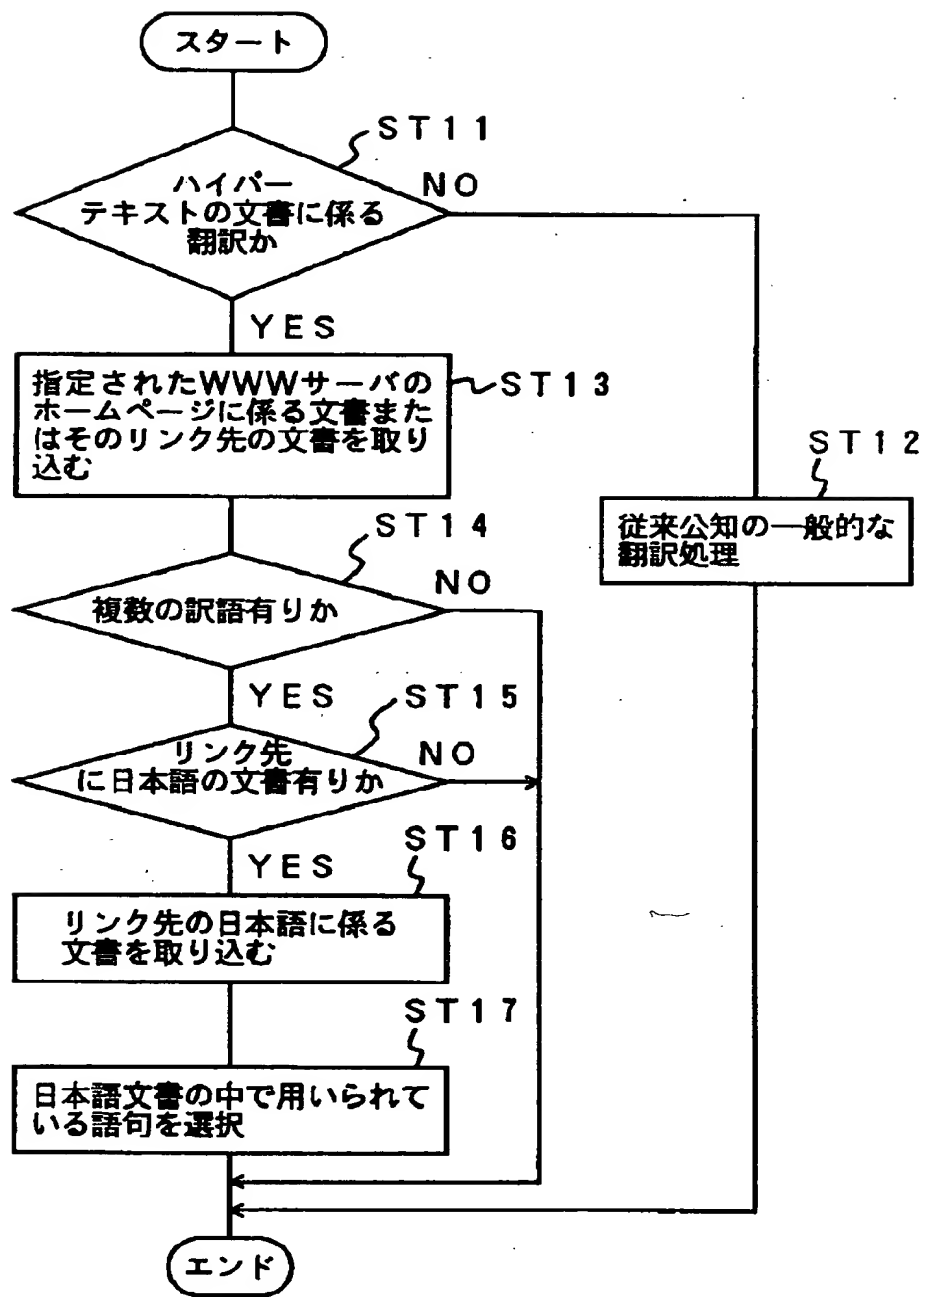 スタート
ST11
ハイパー
テキストの文書に係る
翻訳か
NO
YES
指定されたWWWサーバの
ホームページに係る文書また
はそのリンク先の文書を取り
込む
ST13
ST12
従来公知の一般的な
翻訳処理
ST14
複数の訳語有りか
NO
YES
ST15
リンク先
に日本語の文書有りか
NO
YES
ST16
リンク先の日本語に係る
文書を取り込む
ST17
日本語文書の中で用いられて
いる語句を選択
エンド